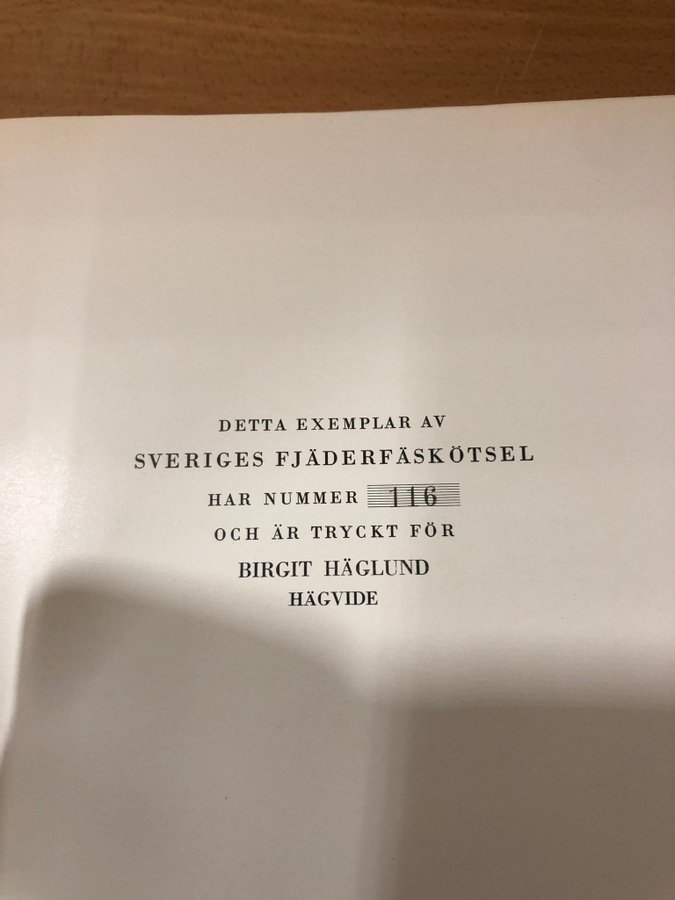 DETTA EXEMPLAR AV
SVERIGES FJÄDERFÄSKÖTSEL
HAR NUMMER 116
OCH ÄR TRYCKT FÖR
BIRGIT HÄGLUND
HÄGVIDE